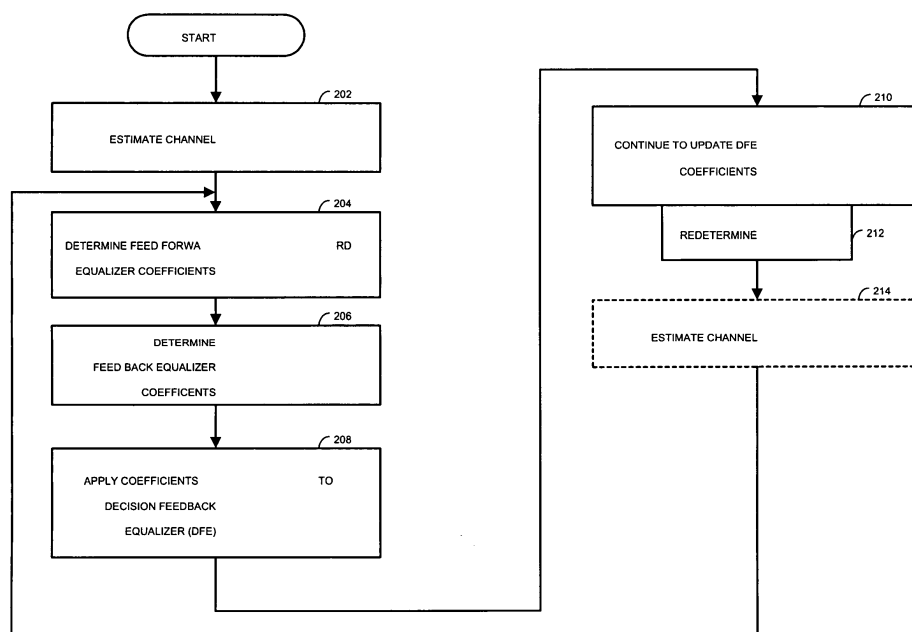 START
202
ESTIMATE CHANNEL
204
DETERMINE FEED FORWA RD
EQUALIZER COEFFICIENTS
206
DETERMINE
FEED BACK EQUALIZER
COEFFICENTS
208
APPLY COEFFICIENTS TO
DECISION FEEDBACK
EQUALIZER (DFE)
210
CONTINUE TO UPDATE DFE
COEFFICIENTS
REDETERMINE
212
214
ESTIMATE CHANNEL